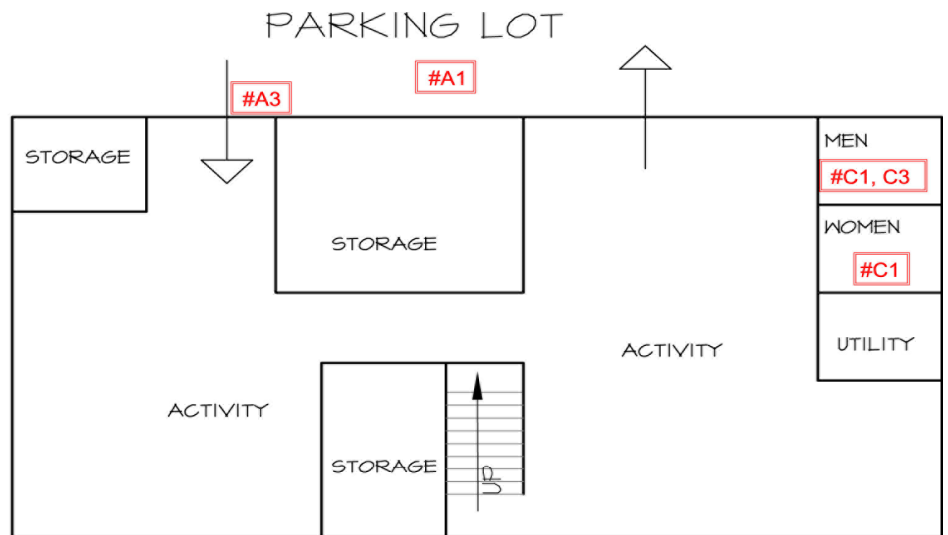 PARKING LOT
#A1
#A3
STORAGE
MEN
#C1, C3
STORAGE
WOMEN
#C1
ACTIVITY
UTILITY
ACTIVITY
STORAGE
UP